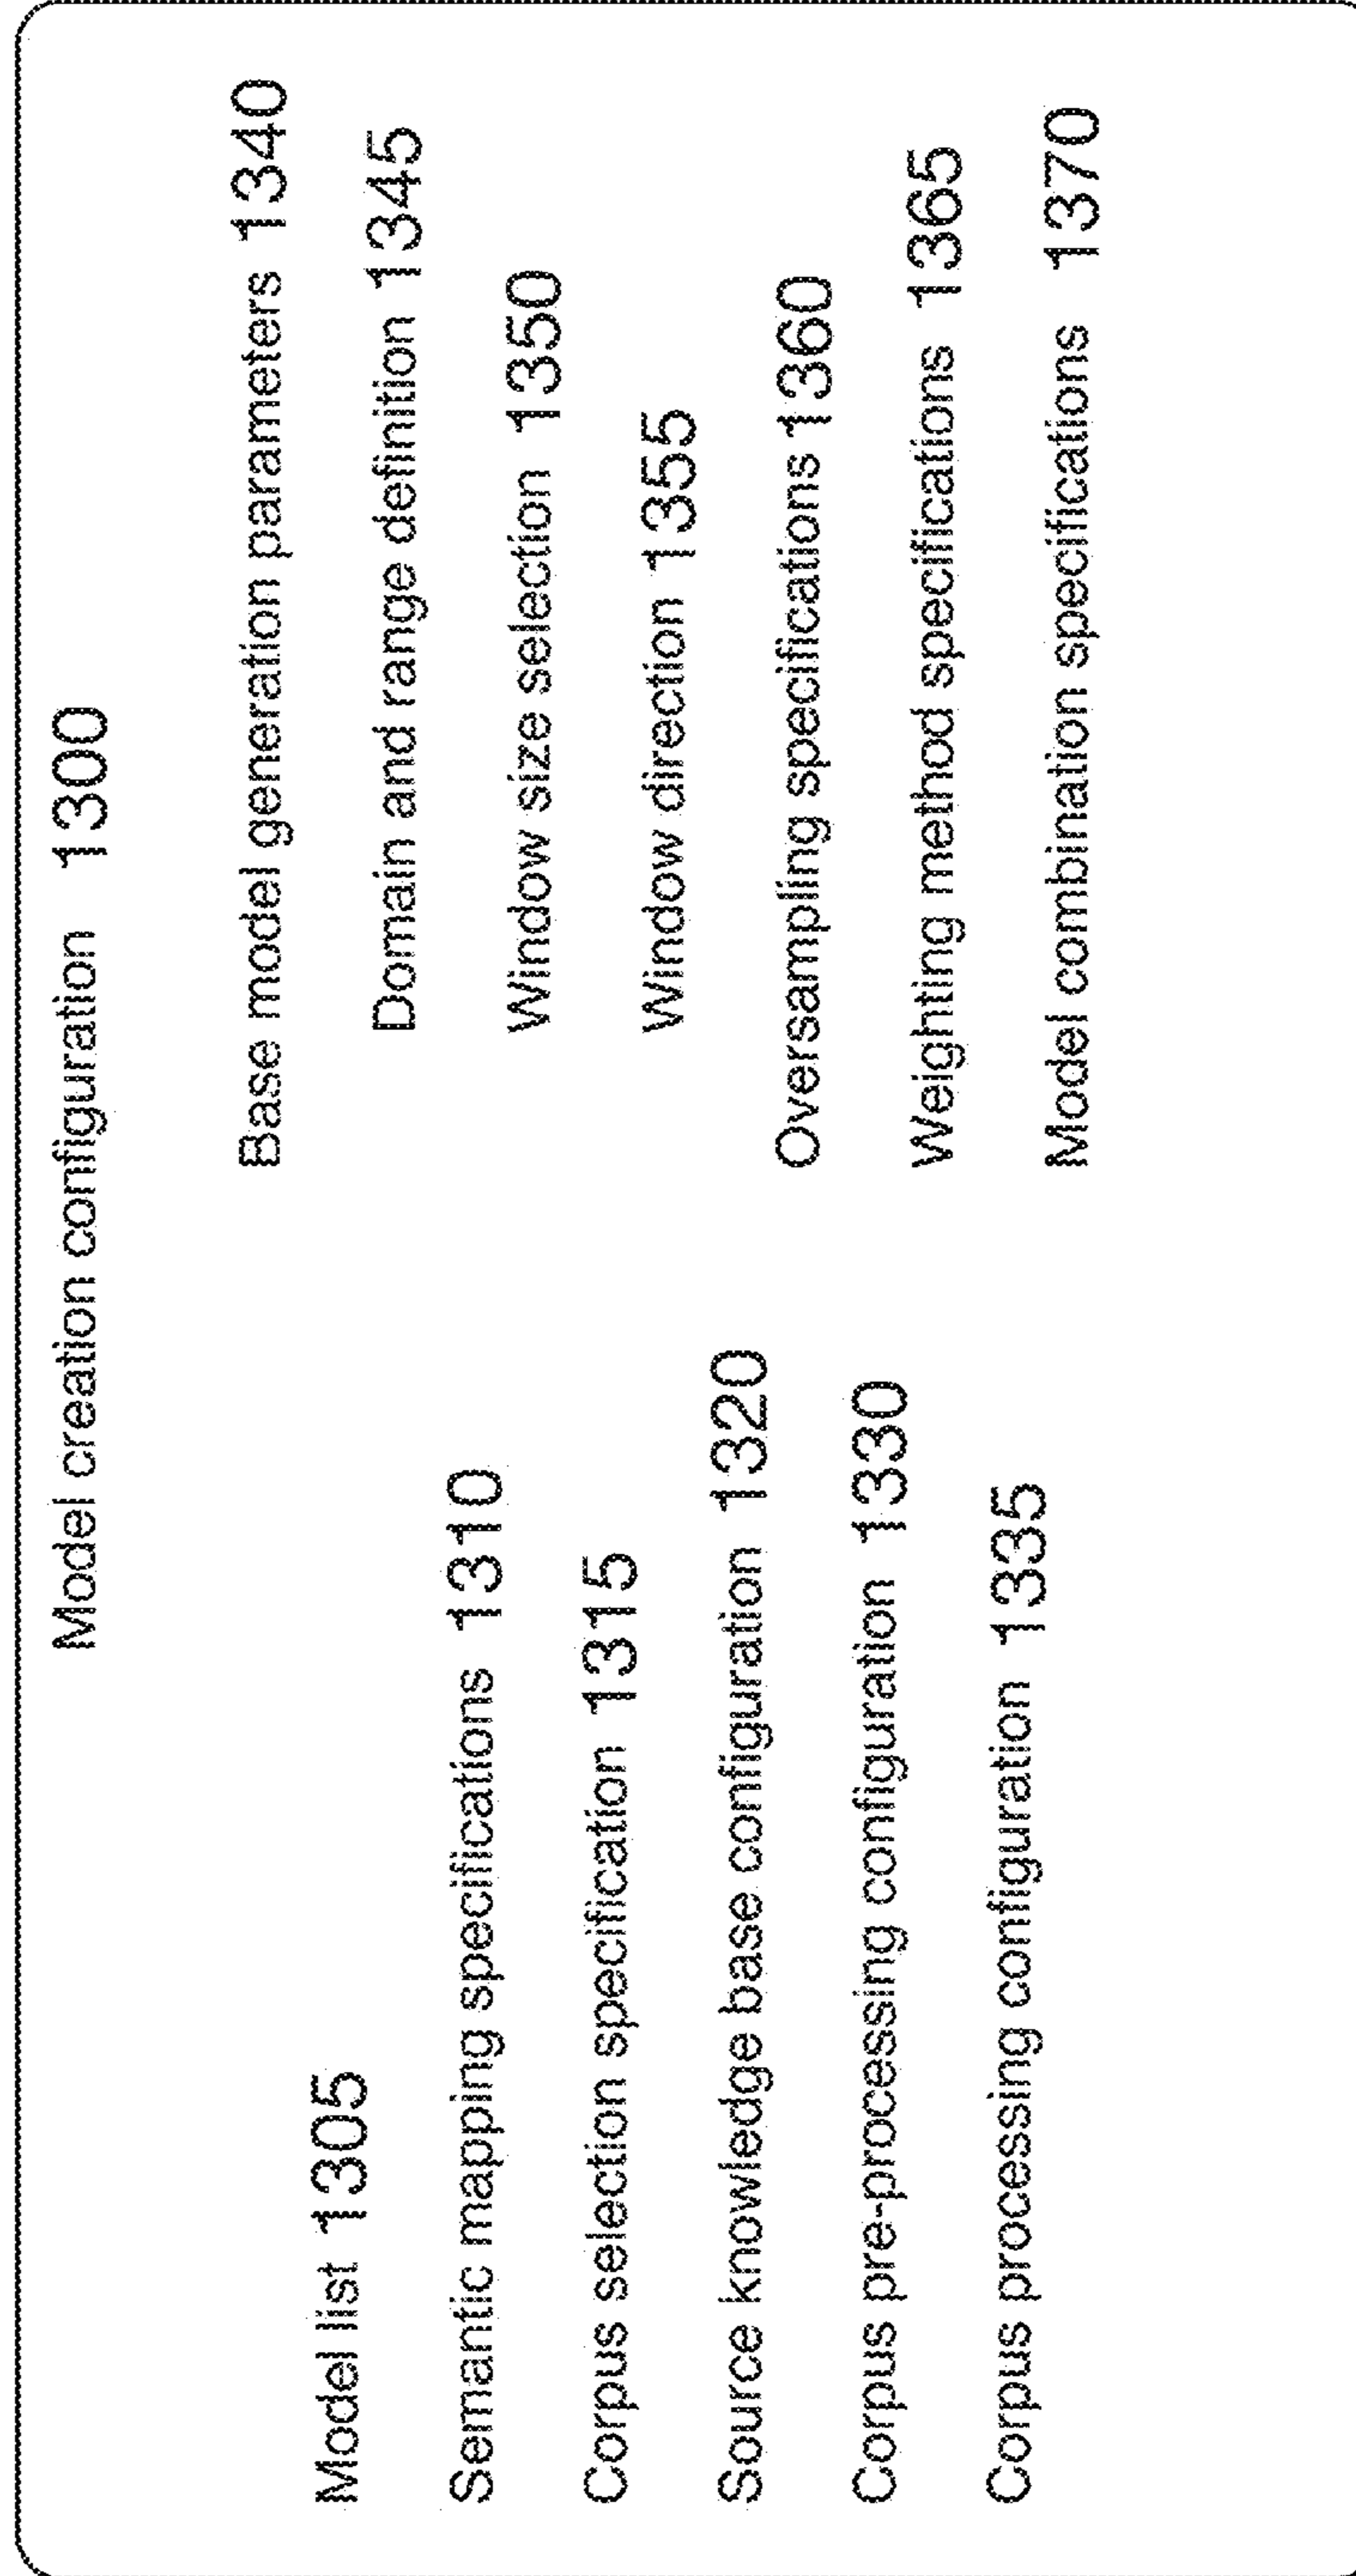 Model creation configuration 1300
Model list 1305
Semantic mapping specifications 1310
Corpus selection specification 1315
Source knowledge base configuration 1320
Corpus pre-processing configuration 1330
Corpus processing configuration 1335
Base model generation parameters 1340
Domain and range definition 1345
Window size selection 1350
Window direction 1355
Oversampling specifications 1360
Weighting method specifications 1365
Model combination specifications 1370